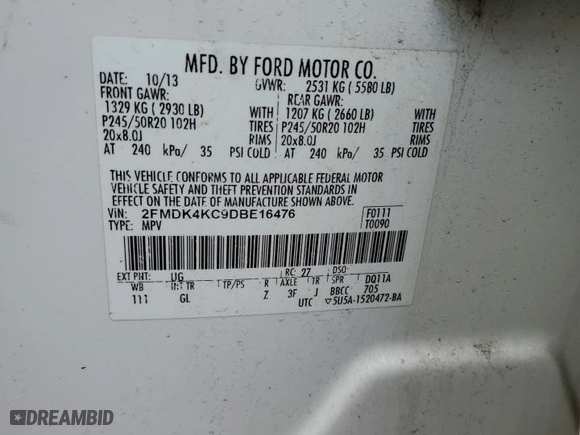 MFD. BY FORD MOTOR CO.
DATE: 10/13 GVWR: 2531 KG ( 5580 LB)
FRONT GAWR: REAR GAWR:
1329 KG ( 2930 LB) WITH 1207 KG ( 2660 LB) WITH
P245/50R20 102H TIRES P245/50R20 102H TIRES
20x8.0J RIMS 20x8.0J RIMS
AT 240 kPa/ 35 PSI COLD AT 240 kPa/ 35 PSI COLD
THIS VEHICLE CONFORMS TO ALL APPLICABLE FEDERAL MOTOR
VEHICLE SAFETY AND THEFT PREVENTION STANDARDS IN
EFFECT ON THE DATE OF MANUFACTURE SHOWN ABOVE.
VIN: 2FMDK4KC9DBE16476 F0111
TYPE: MPV T0090
EXT PNT: UG RC: 27 DSO:
WB INT TR TP/PS R AXLE TR SPR DQ11A
111 GL Z 3F J BBCC 705
UTC ▽5U5A-1520472-BA
DREAMBID